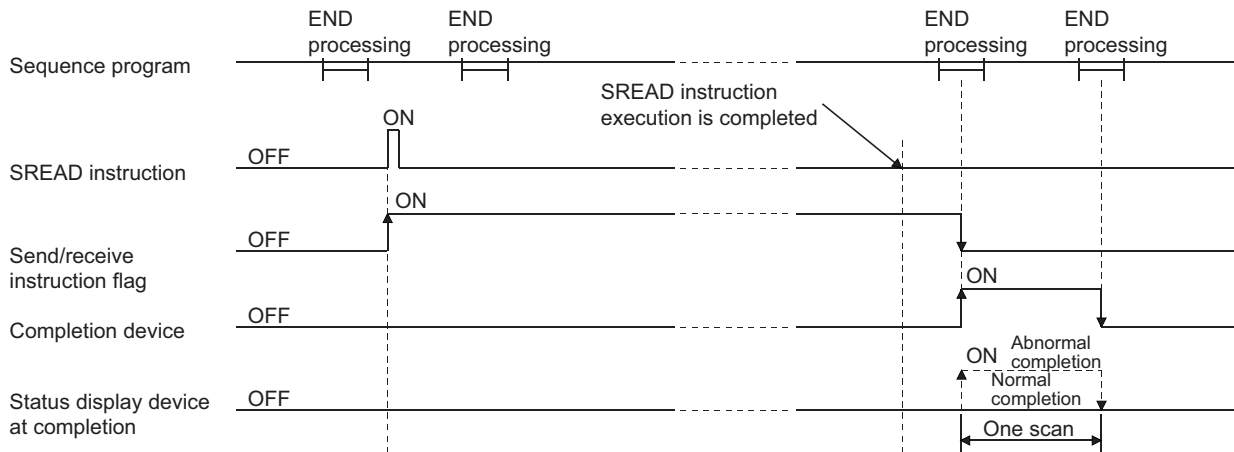 END
processing
END
processing
END
processing
END
processing
Sequence program
SREAD instruction
execution is completed
ON
OFF
SREAD instruction
ON
OFF
Send/receive
instruction flag
ON
OFF
Completion device
ON
Abnormal
completion
Normal
completion
OFF
Status display device
at completion
One scan